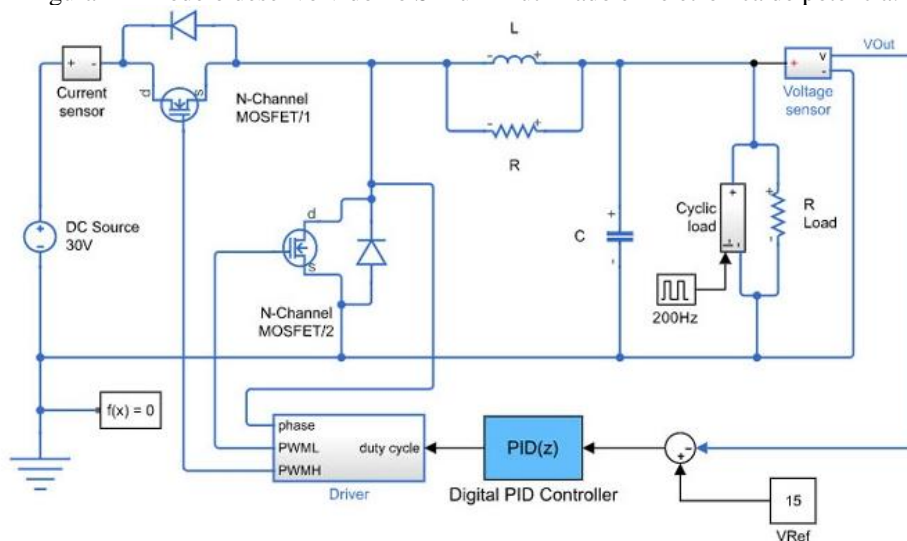 L
VOut
+ -
Current
sensor
d
s
N-Channel
MOSFET/1
- +
R
+ v
-
Voltage
sensor
DC Source
30V
d
s
N-Channel
MOSFET/2
C
+
-
Cyclic
load
+
-
R
Load
200Hz
f(x) = 0
phase
PWML
PWMH
duty cycle
Driver
PID(z)
Digital PID Controller
15
VRef